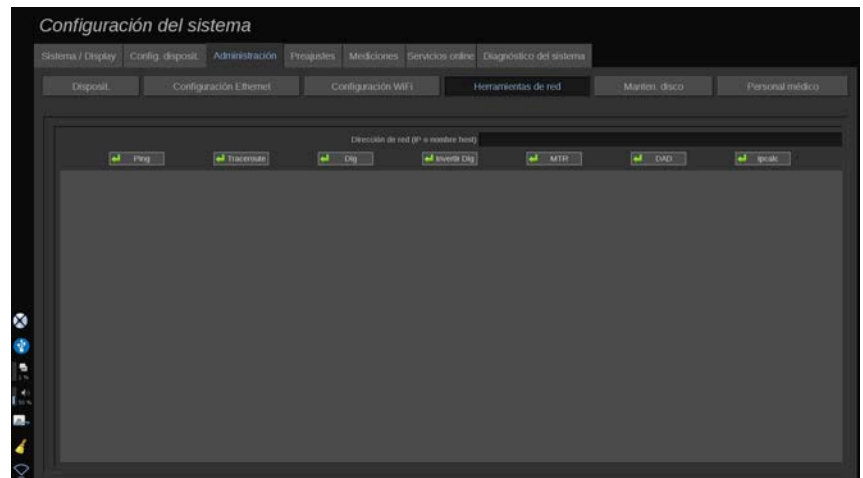 Configuración del sistema
Sistema / Display Config. disposit. Administración Preajustes Mediciones Servicios online Diagnóstico del sistema
Disposit. Configuración Ethernet Configuración WiFi Herramientas de red Manten. disco Personal médico
Dirección de red (IP o nombre host)
Ping Traceroute Dig Invertir Dig MTR DAD ipcalc